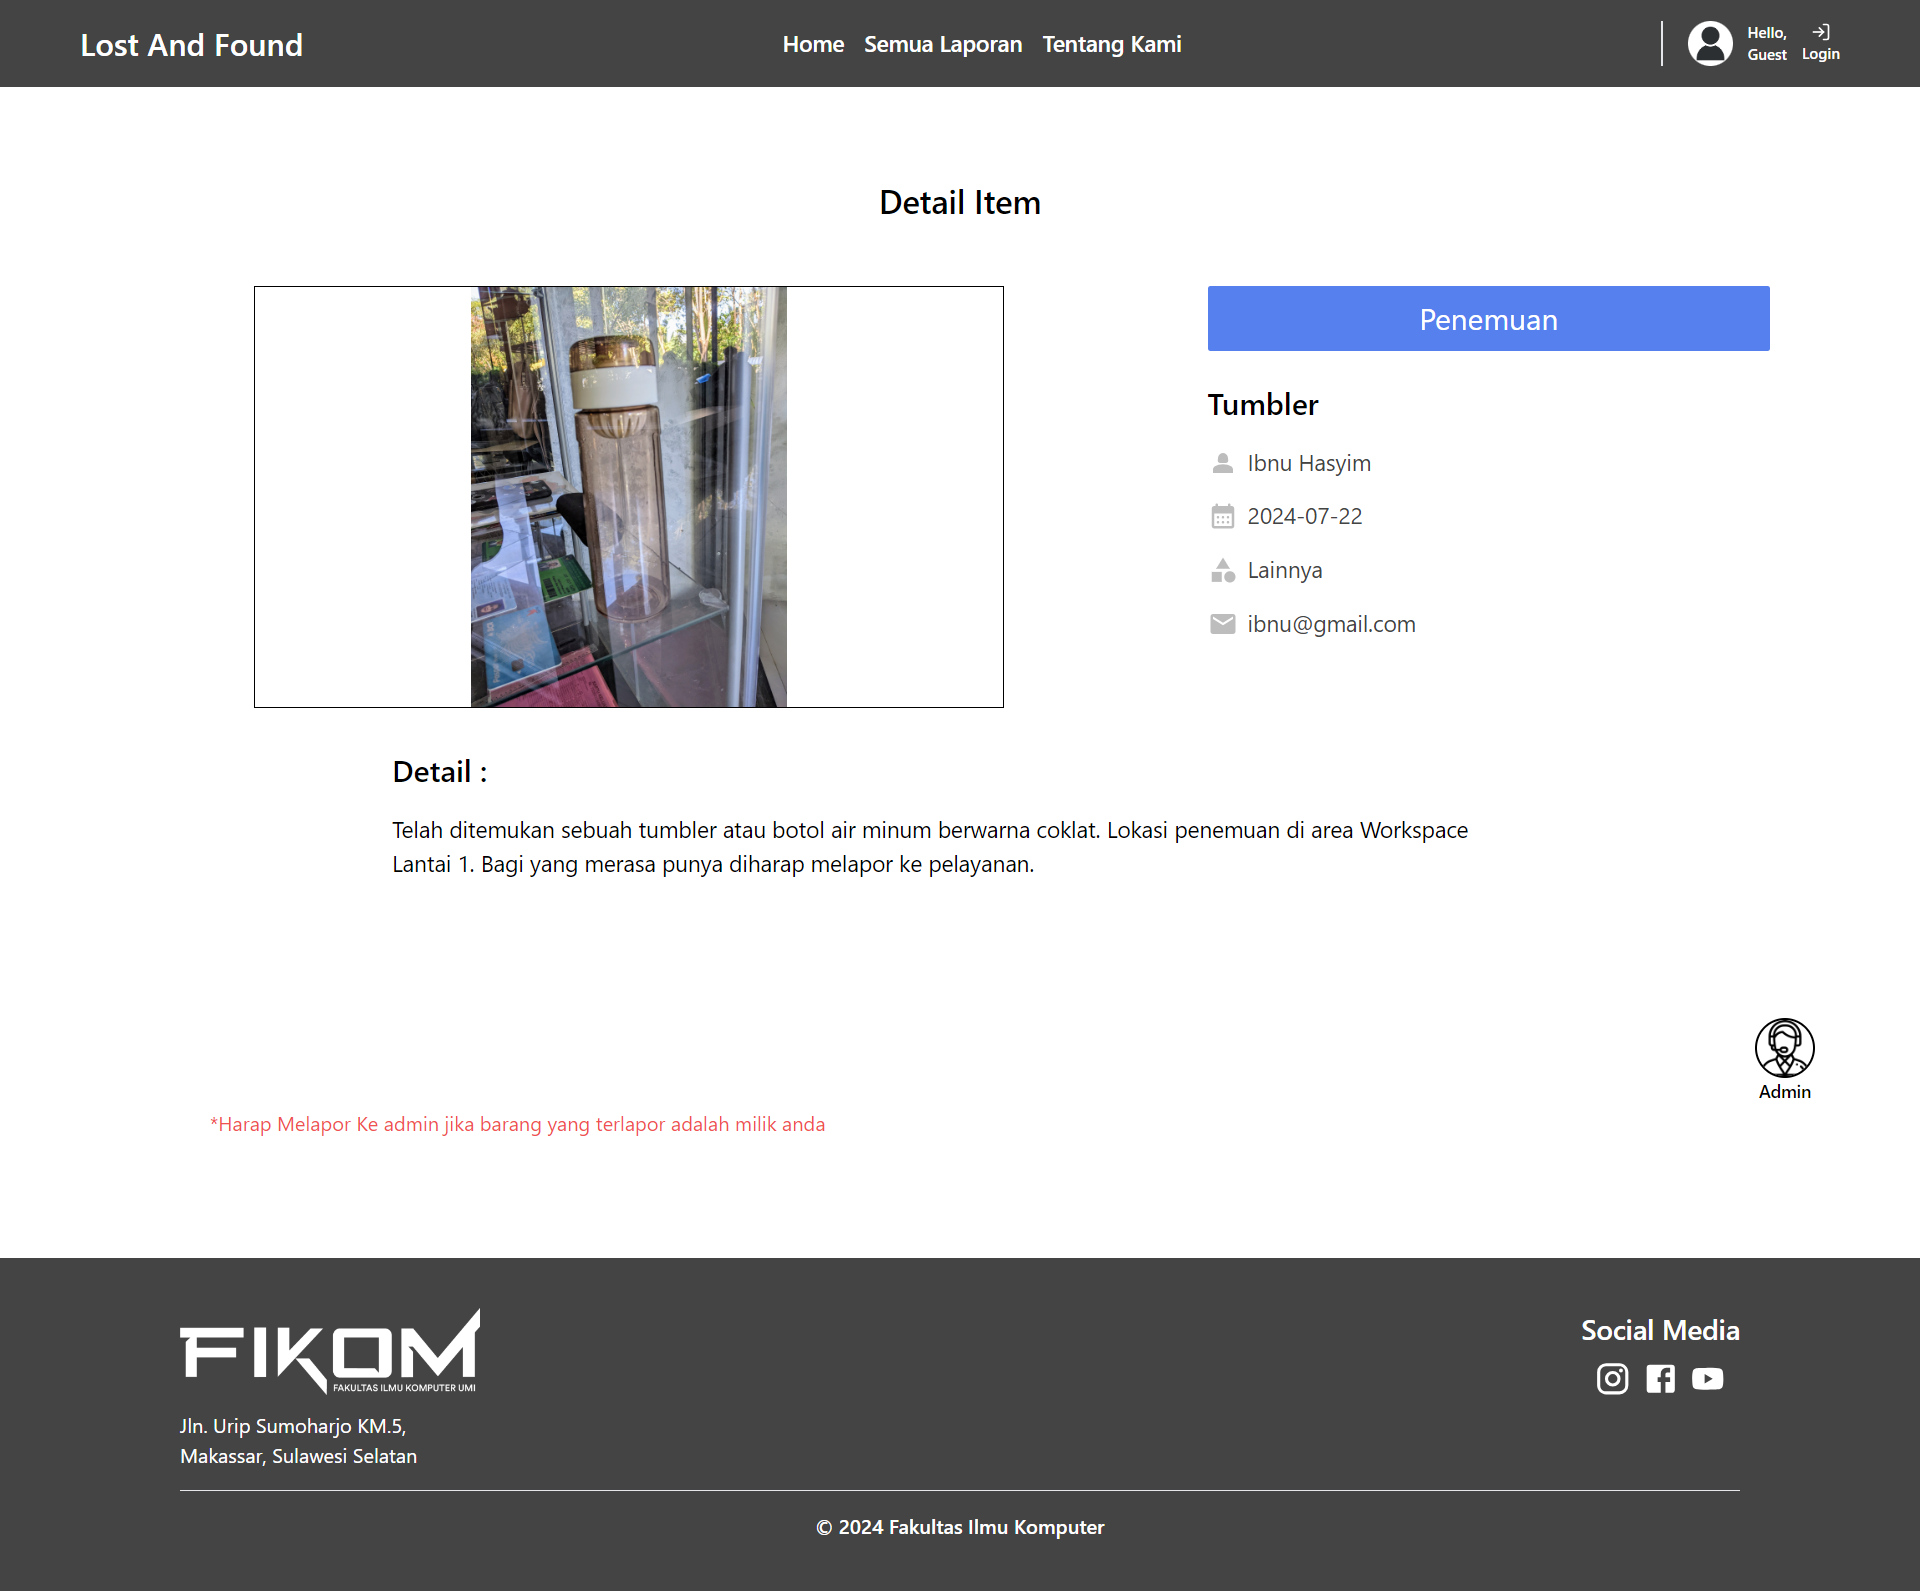 Lost And Found
Home
Semua Laporan
Tentang Kami
Hello,
Guest
Login
Detail Item
Penemuan
Tumbler
Ibnu Hasyim
2024-07-22
Lainnya
ibnu@gmail.com
Detail :
Telah ditemukan sebuah tumbler atau botol air minum berwarna coklat. Lokasi penemuan di area Workspace
Lantai 1. Bagi yang merasa punya diharap melapor ke pelayanan.
Admin
*Harap Melapor Ke admin jika barang yang terlapor adalah milik anda
FIKOM
FAKULTAS ILMU KOMPUTER UMI
Jln. Urip Sumoharjo KM.5,
Makassar, Sulawesi Selatan
Social Media
© 2024 Fakultas Ilmu Komputer